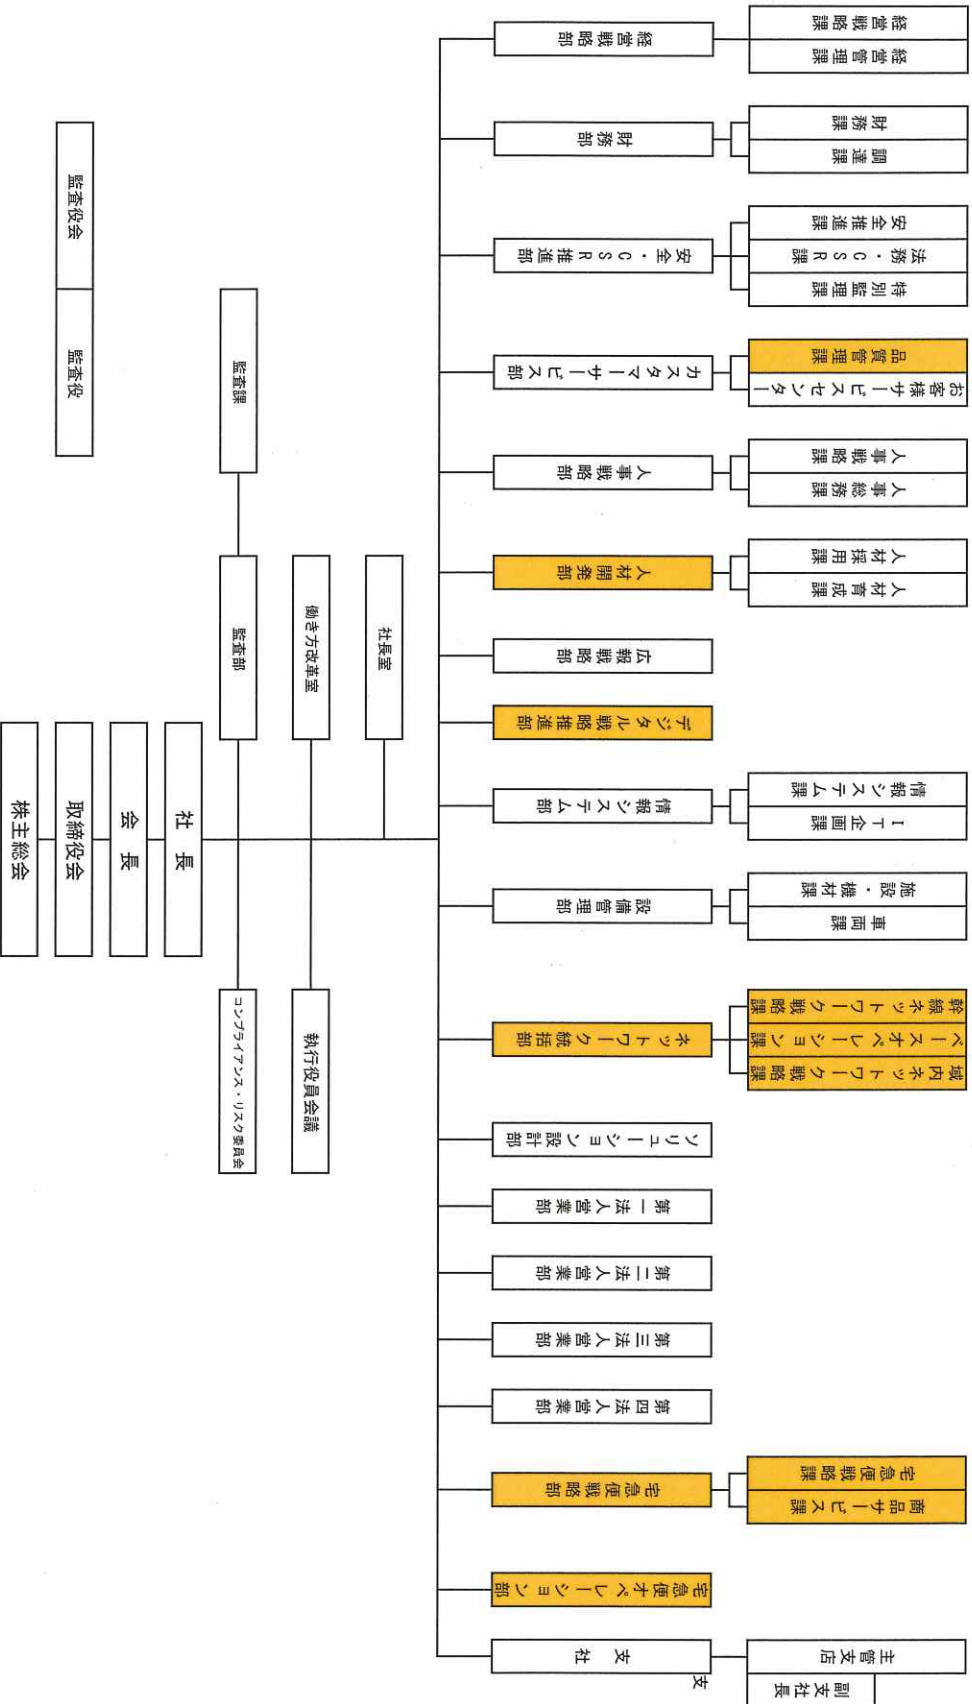 株主総会
取締役会
会長
社長
監査役会
監査役
監査課
監査部
コンプライアンス・リスク委員会
働き方改革室
執行役員会議
社長室
経営戦略部
経営戦略課
経営管理課
財務部
財務課
調達課
安全・CSR推進部
安全推進課
法務・CSR課
特別監理課
カスタマーサービス部
品質管理課
お客様サービスセンター
人事戦略部
人事戦略課
人事総務課
人材開発部
人材採用課
人材育成課
広報戦略部
デジタル戦略推進部
情報システム部
情報システム課
IT企画課
設備管理部
施設・機材課
車両課
ネットワーク統括部
幹線ネットワーク戦略課
ベースオペレーション課
域内ネットワーク戦略課
ソリューション設計部
第一法人営業部
第二法人営業部
第三法人営業部
第四法人営業部
宅急便戦略部
宅急便戦略課
商品サービス課
宅急便オペレーション部
支社
主管支店
副支社長
支